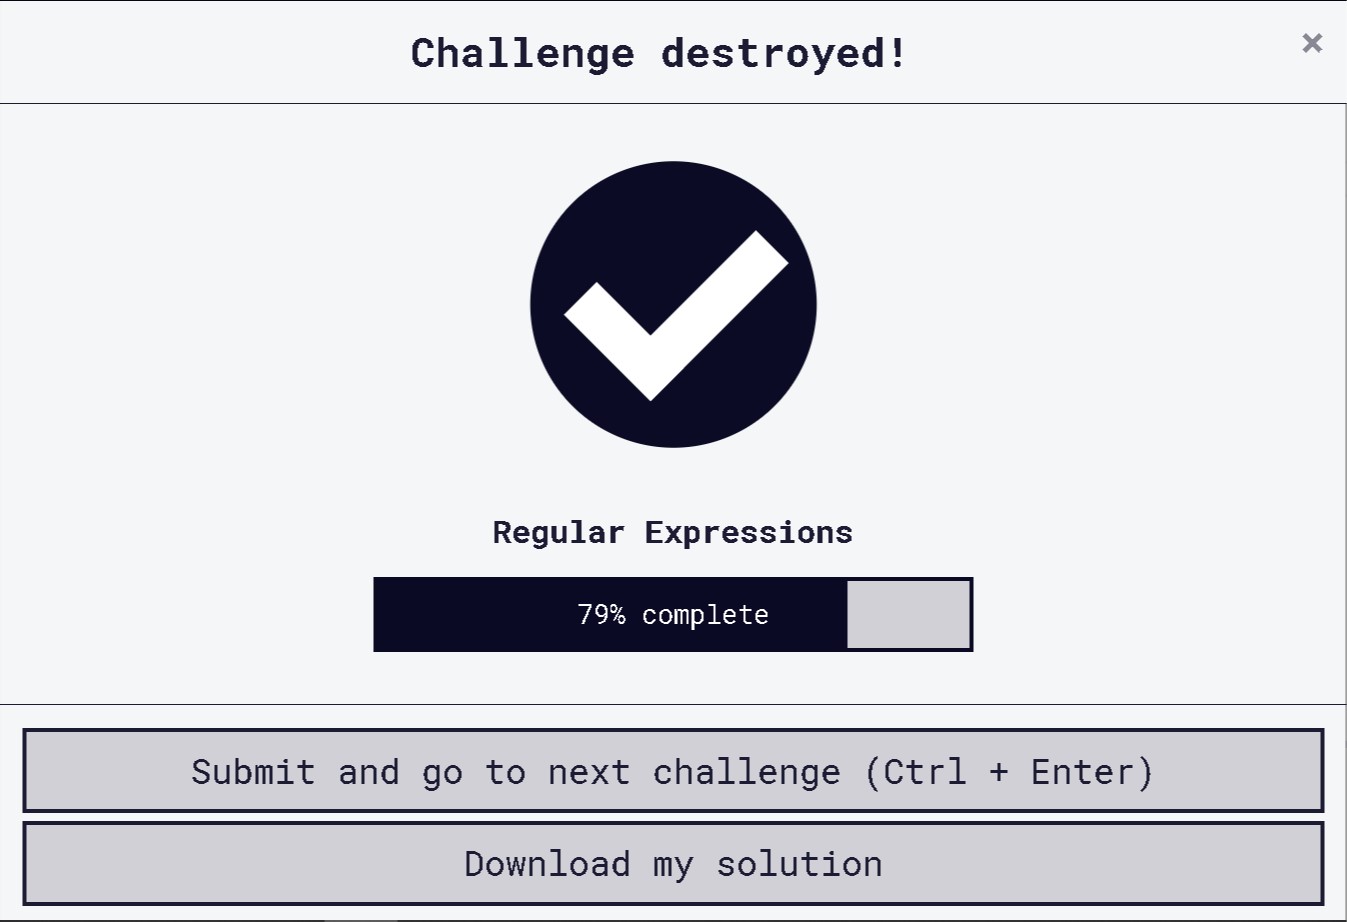 Challenge destroyed!
×
Regular Expressions
79% complete
Submit and go to next challenge (Ctrl + Enter)
Download my solution